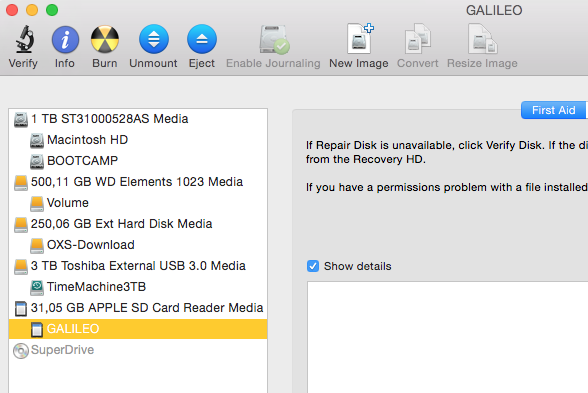 GALILEO
Verify Info Burn Unmount Eject Enable Journaling New Image Convert Resize Image
1 TB ST31000528AS Media
Macintosh HD
BOOTCAMP
500,11 GB WD Elements 1023 Media
Volume
250,06 GB Ext Hard Disk Media
OXS-Download
3 TB Toshiba External USB 3.0 Media
TimeMachine3TB
31,05 GB APPLE SD Card Reader Media
GALILEO
SuperDrive
First Aid
If Repair Disk is unavailable, click Verify Disk. If the di
from the Recovery HD.
If you have a permissions problem with a file installed
Show details